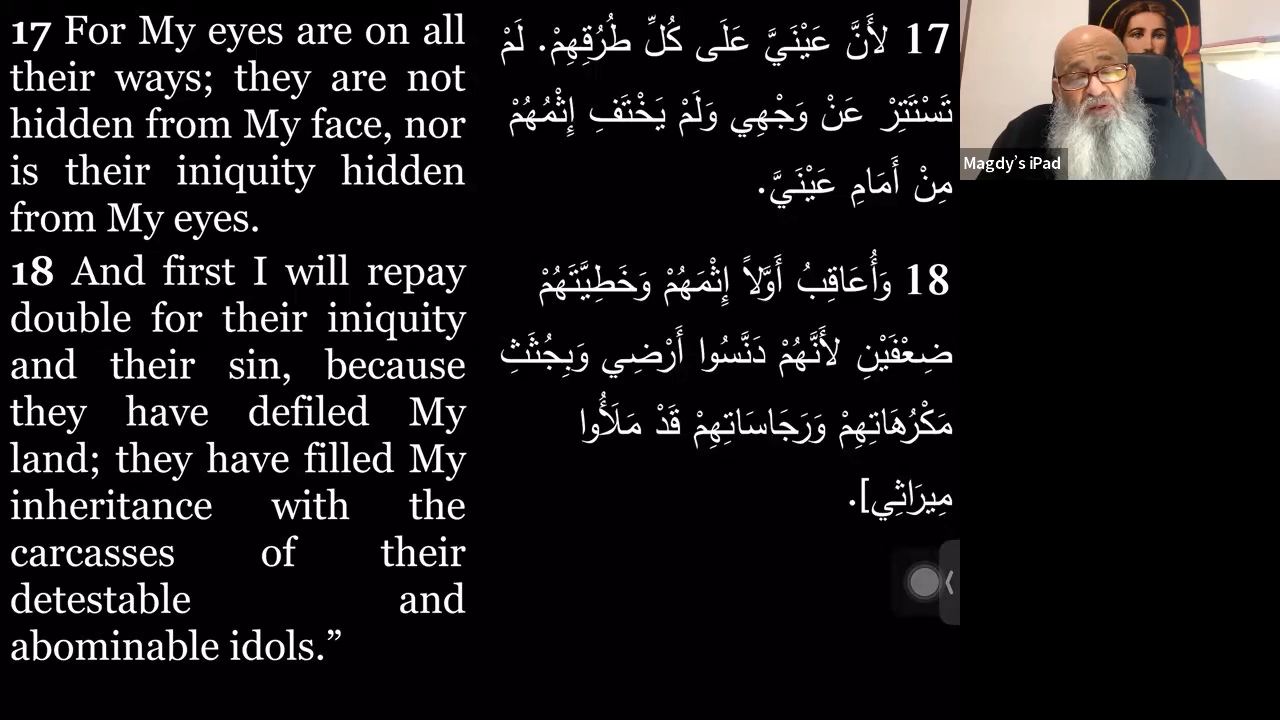 17 For My eyes are on all
their ways; they are not
hidden from My face, nor
is their iniquity hidden
from My eyes.
18 And first I will repay
double for their iniquity
and their sin, because
they have defiled My
land; they have filled My
inheritance with the
carcasses of their
detestable and
abominable idols.”
17 لأَنَّ عَيْنَيَّ عَلَى كُلِّ طُرُقِهِمْ. لَمْ
تَسْتَتِرْ عَنْ وَجْهِي وَلَمْ يَخْتَفِ إِثْمُهُمْ
مِنْ أَمَامِ عَيْنَيَّ.
18 وَأُعَاقِبُ أَوَّلاً إِثْمَهُمْ وَخَطِيَّتَهُمْ
ضِعْفَيْنِ لأَنَّهُمْ دَنَّسُوا أَرْضِي وَبِجُثَثِ
مَكْرُهَاتِهِمْ وَرَجَاسَاتِهِمْ قَدْ مَلَأُوا
مِيرَاثِي].
Magdy’s iPad